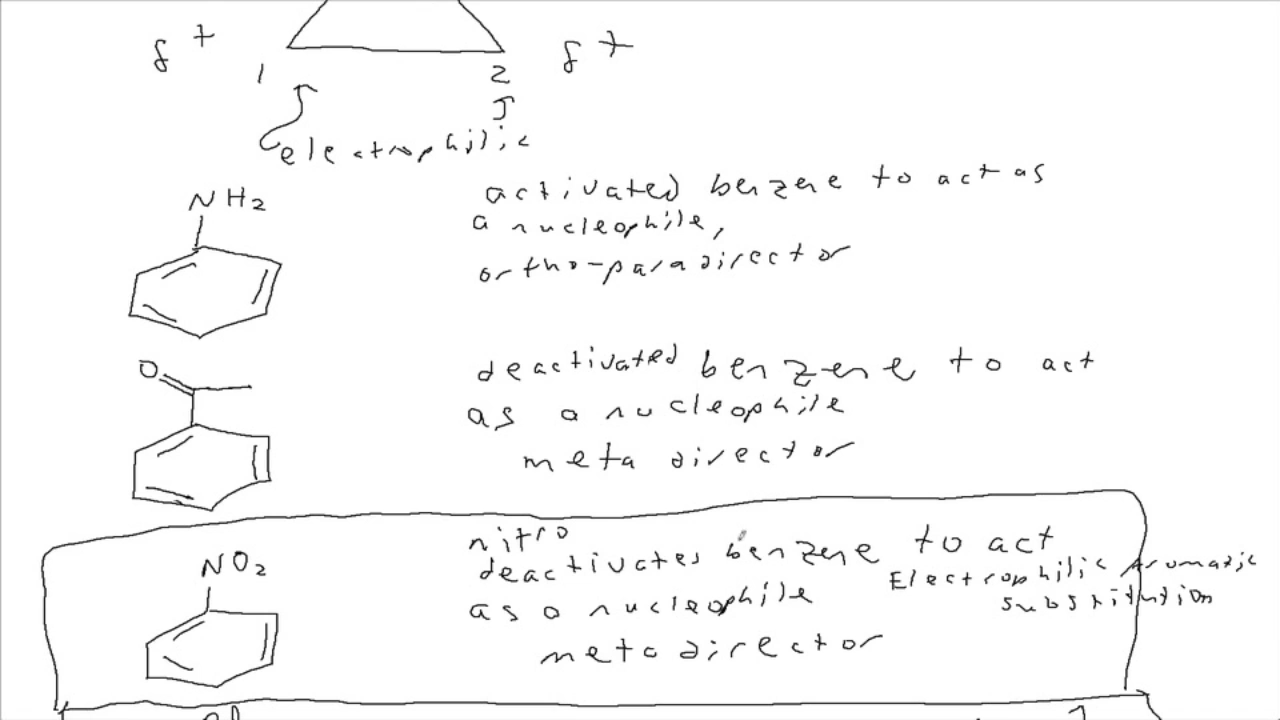 δ+ 1 2 δ+
electrophilic
NH2
activated benzene to act as
a nucleophile,
ortho-para director
O
deactivated benzene to act
as a nucleophile
meta director
NO2
nitro
deactivates benzene to act
as a nucleophile
meta director
Electrophilic Aromatic
substitution